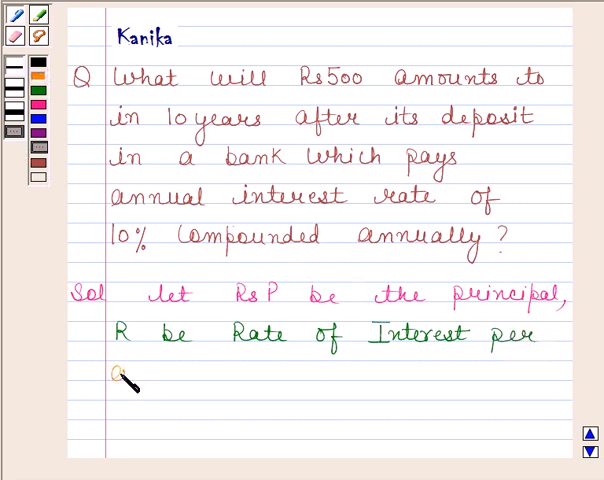 Kanika
Q What will Rs500 amounts to
in 10 years after its deposit
in a bank which pays
annual interest rate of
10% compounded annually?
Sol let RsP be the principal,
R be Rate of Interest per
a